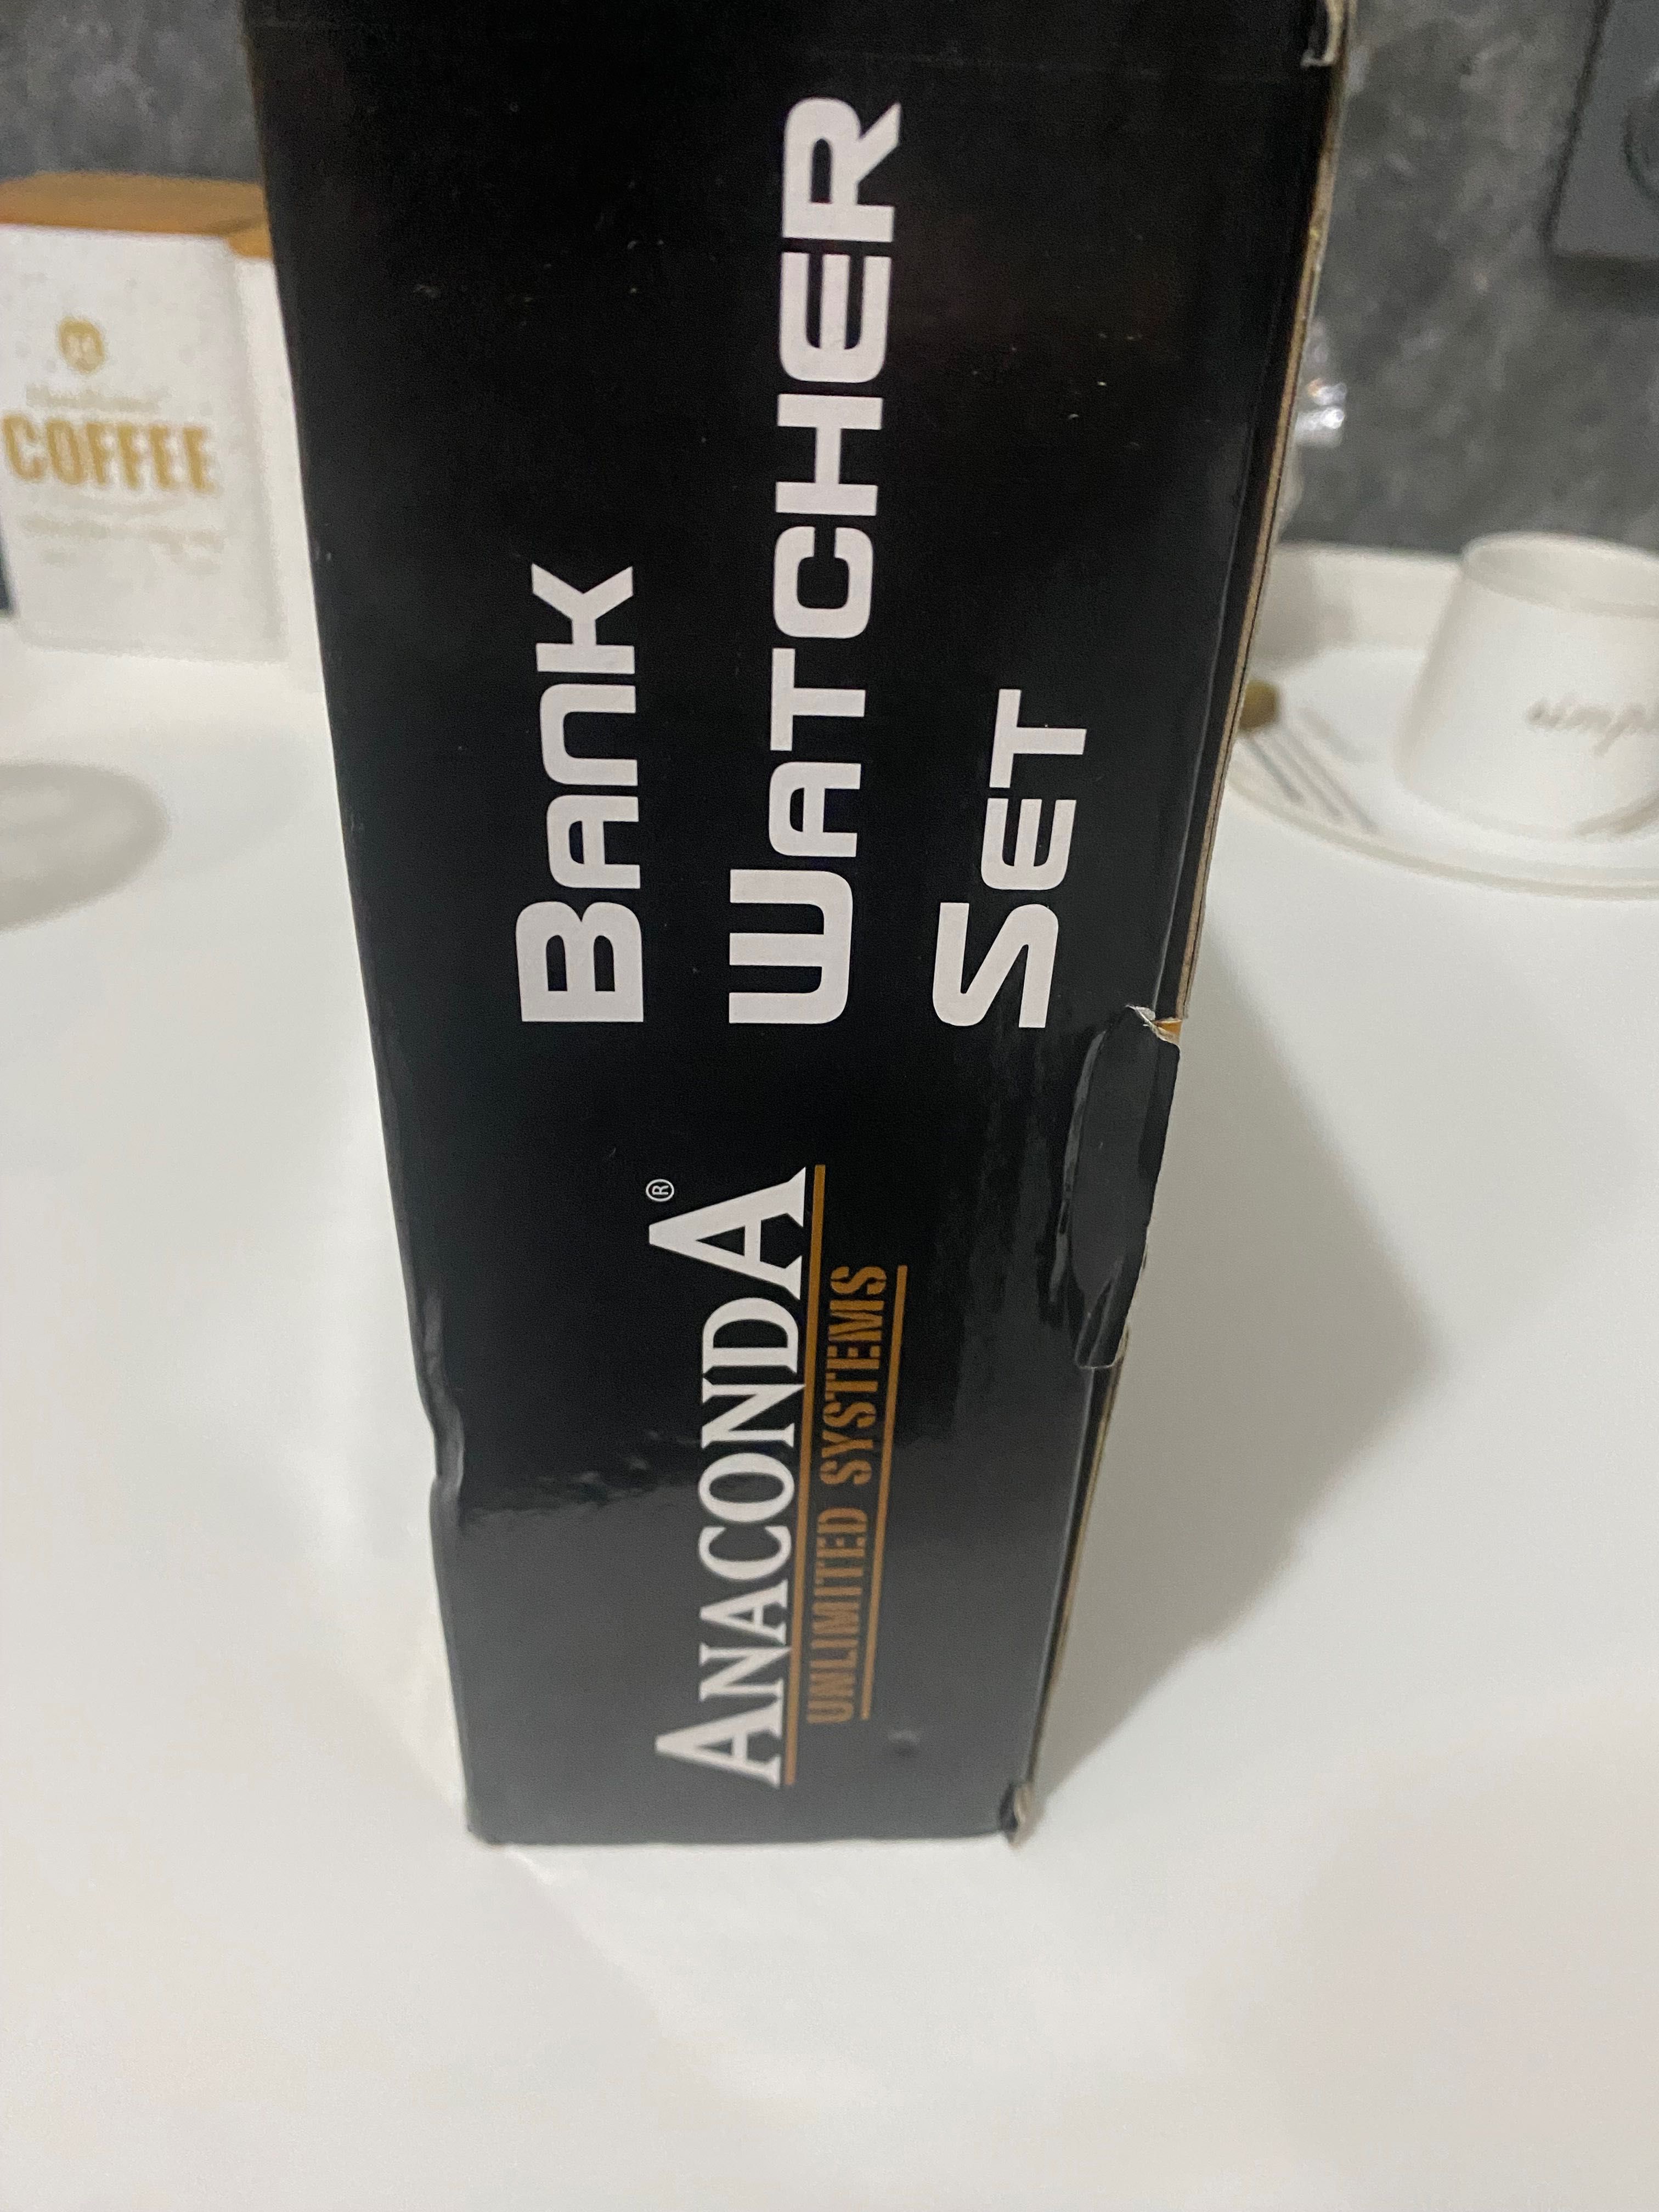 BANK
WATCHER
SET
ANACONDA®
UNLIMITED SYSTEMS
COFFEE